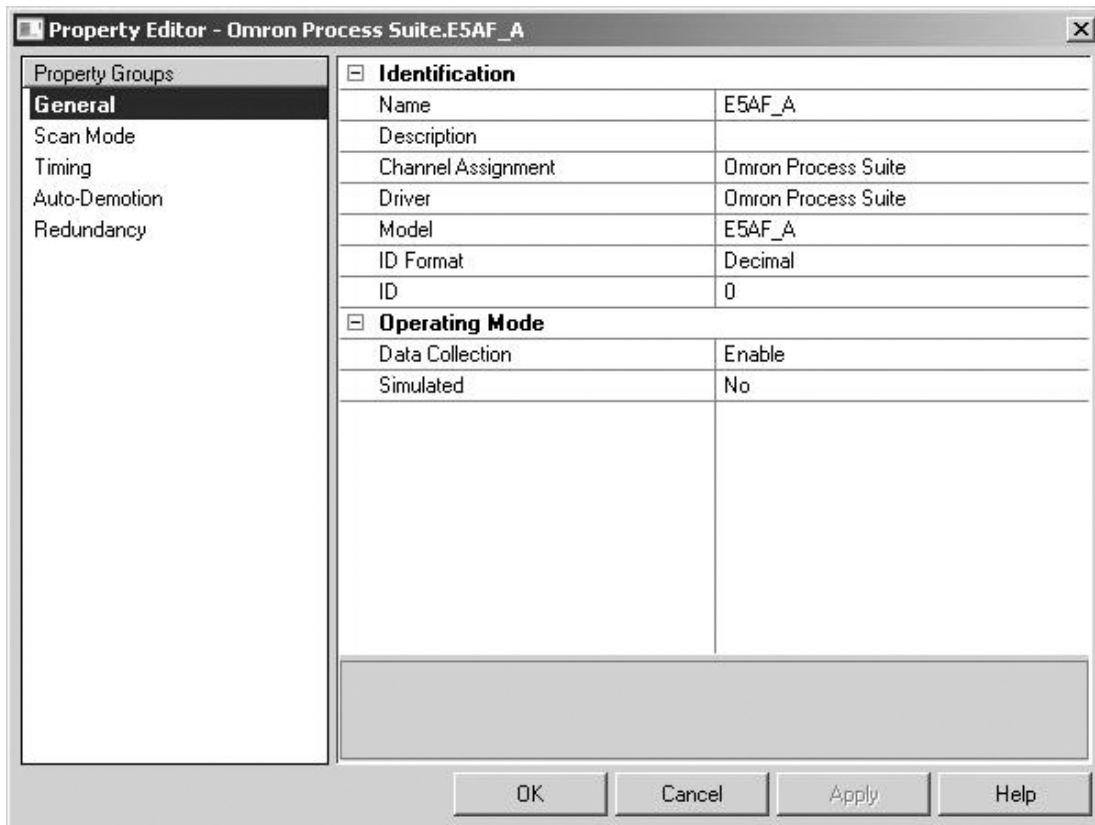 Property Editor - Omron Process Suite.E5AF_A
Property Groups
General
Scan Mode
Timing
Auto-Demotion
Redundancy
Identification
Name E5AF_A
Description
Channel Assignment Omron Process Suite
Driver Omron Process Suite
Model E5AF_A
ID Format Decimal
ID 0
Operating Mode
Data Collection Enable
Simulated No
OK Cancel Apply Help